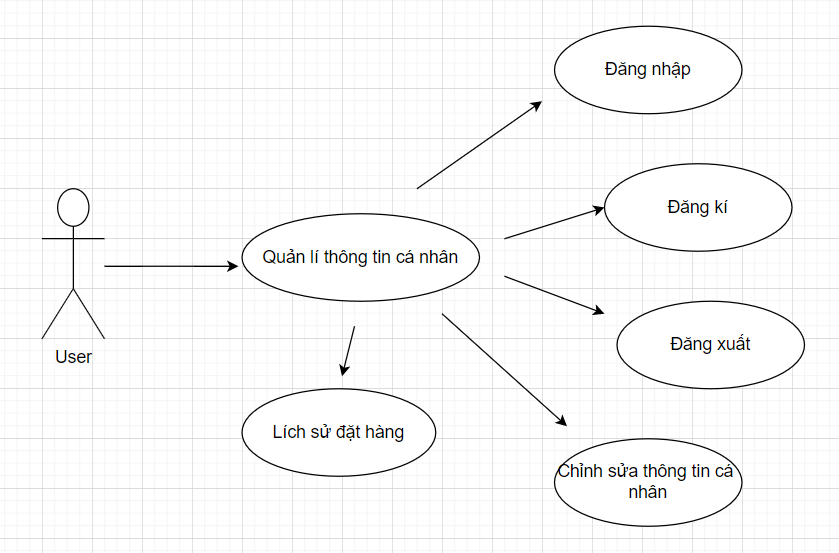 Đăng nhập
Đăng kí
Quản lí thông tin cá nhân
Đăng xuất
User
Lích sử đặt hàng
Chỉnh sửa thông tin cá
nhân